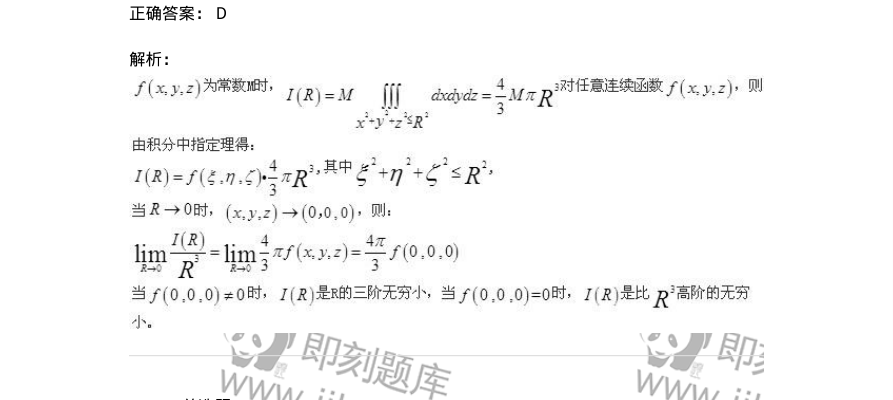 正确答案： D
解析：
f(x,y,z)为常数M时，I(R)=M∭_{x²+y²+z²≤R²} dxdydz=4/3 MπR³对任意连续函数f(x,y,z)，则
由积分中指定理得：
I(R)=f(ξ,η,ζ)•4/3 πR³,其中ξ²+η²+ζ²≤R²，
当R→0时，(x,y,z)→(0,0,0)，则：
lim_{R→0} I(R)/R³=lim_{R→0} 4/3 πf(x,y,z)=4π/3 f(0,0,0)
当f(0,0,0)≠0时，I(R)是R的三阶无穷小，当f(0,0,0)=0时，I(R)是比R³高阶的无穷
小。
即刻题库
即刻